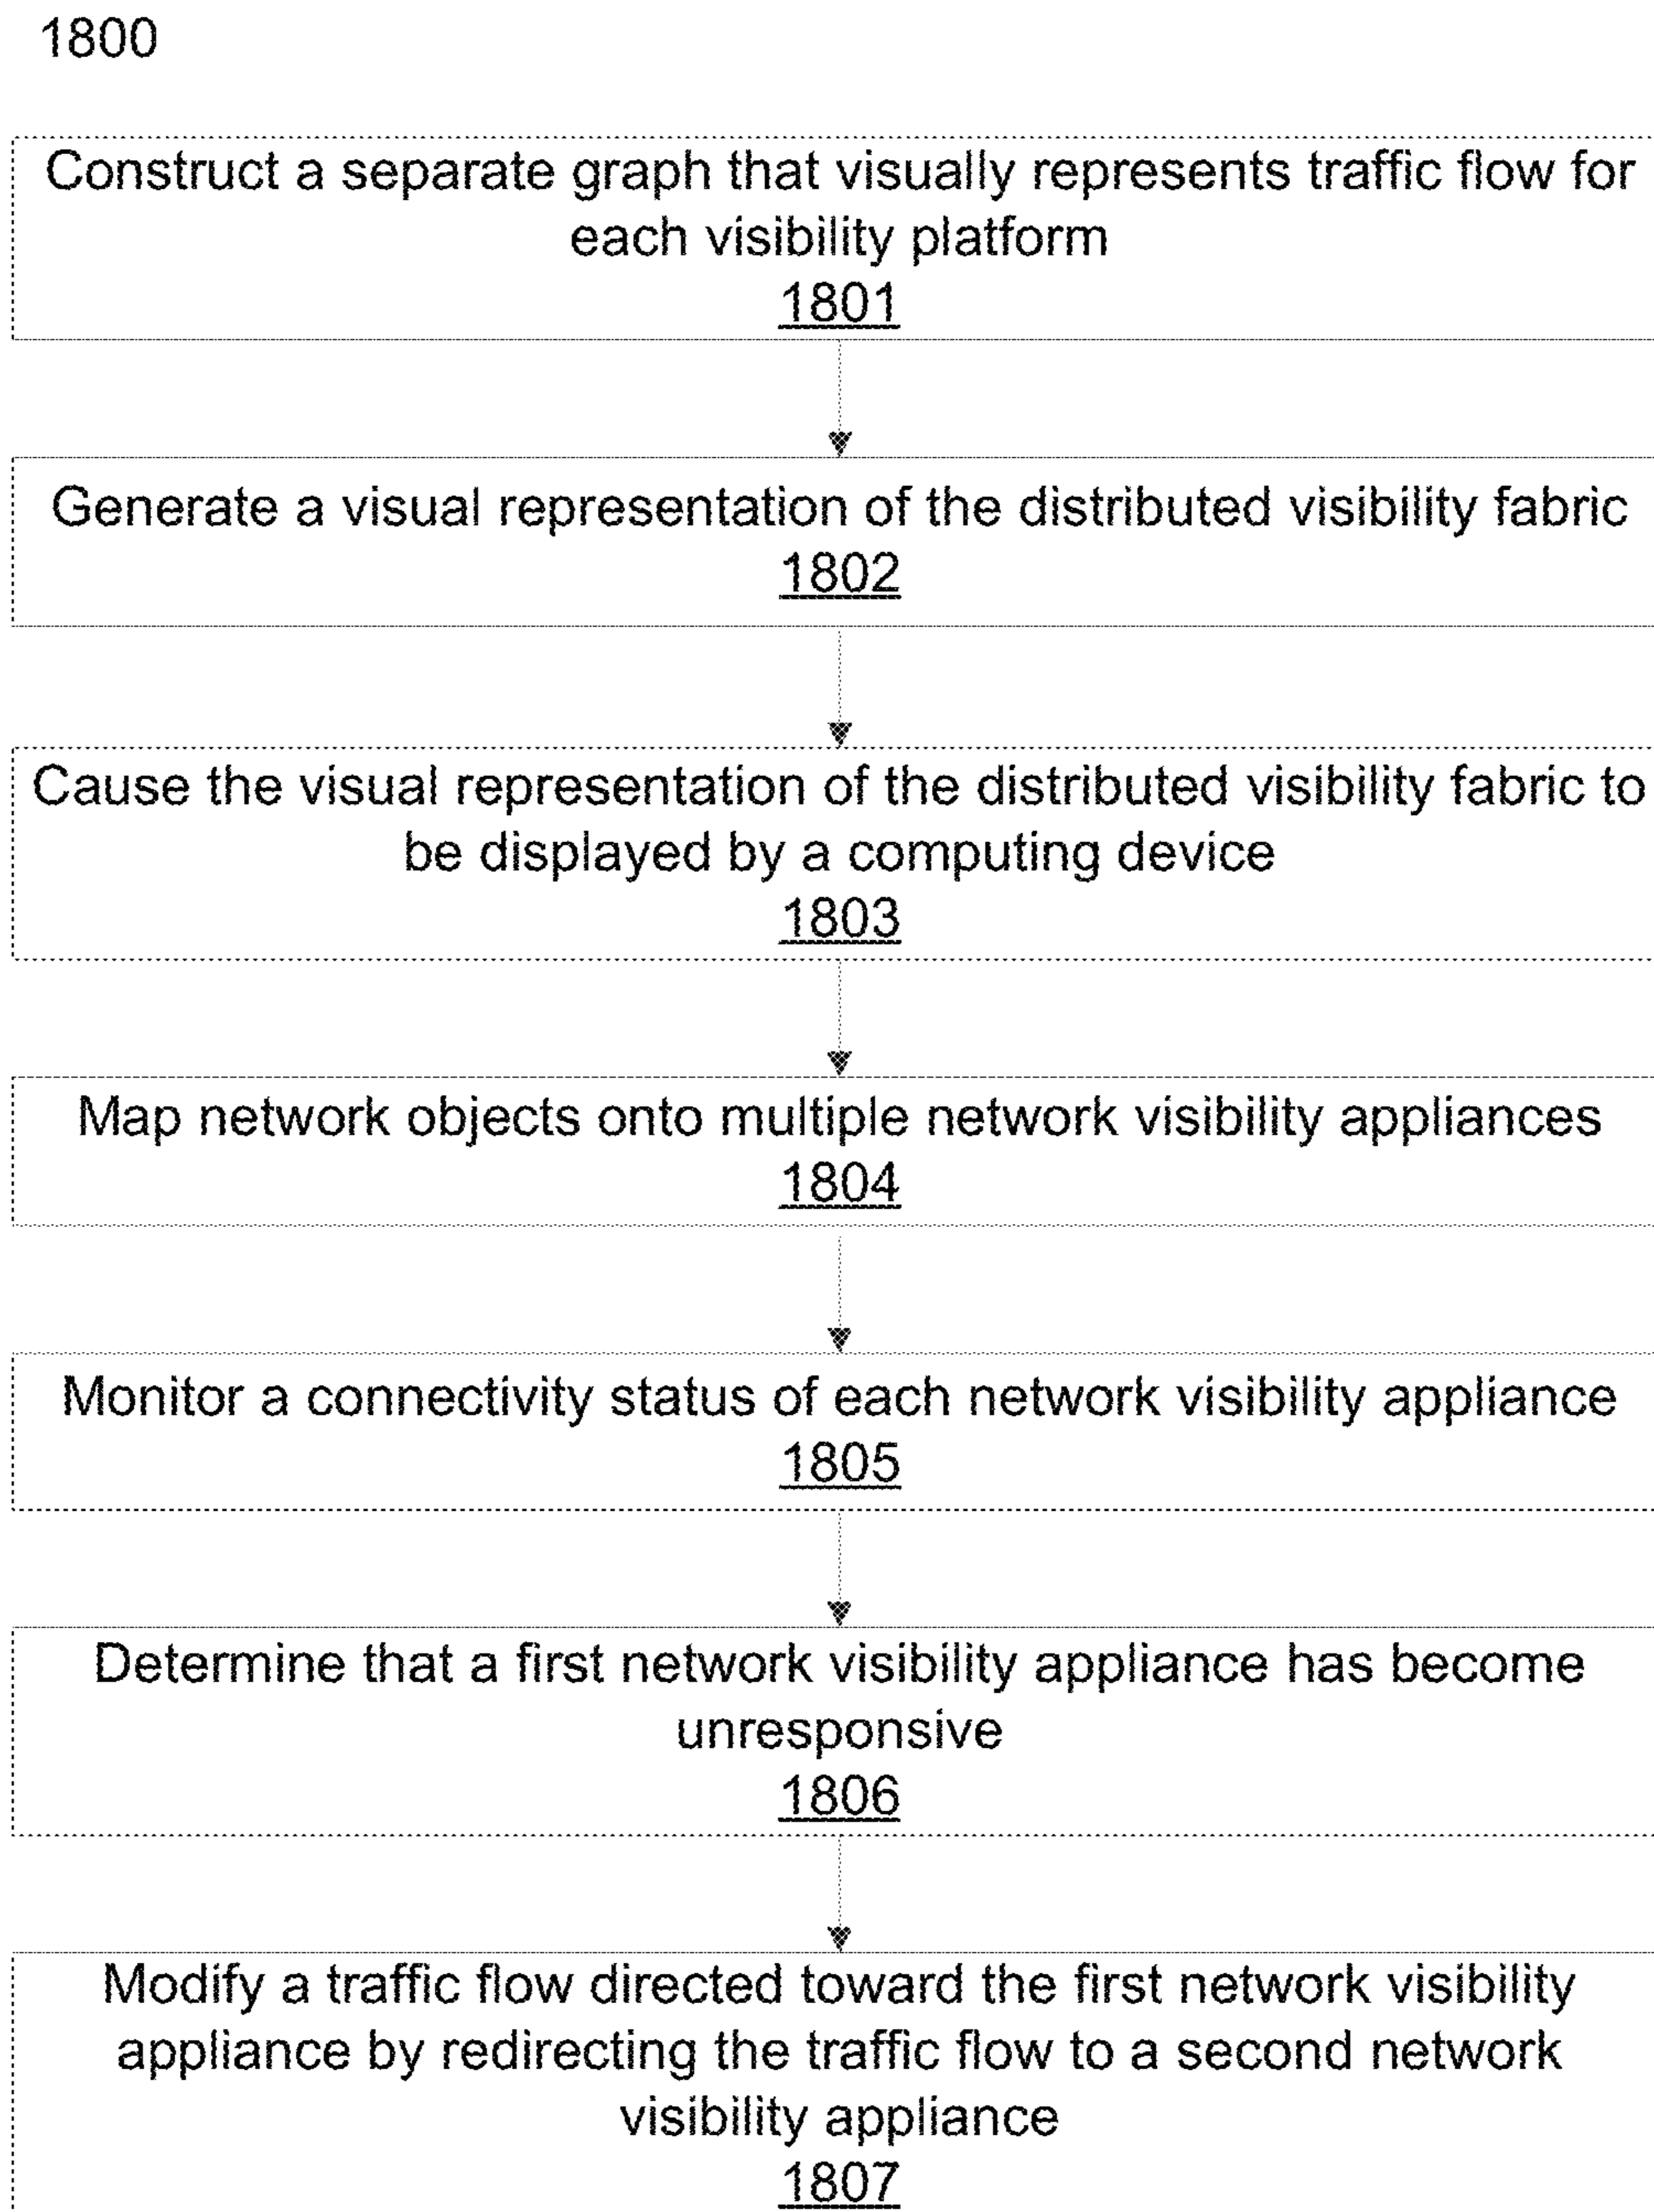 1800
Construct a separate graph that visually represents traffic flow for
each visibility platform
1801
Generate a visual representation of the distributed visibility fabric
1802
Cause the visual representation of the distributed visibility fabric to
be displayed by a computing device
1803
Map network objects onto multiple network visibility appliances
1804
Monitor a connectivity status of each network visibility appliance
1805
Determine that a first network visibility appliance has become
unresponsive
1806
Modify a traffic flow directed toward the first network visibility
appliance by redirecting the traffic flow to a second network
visibility appliance
1807